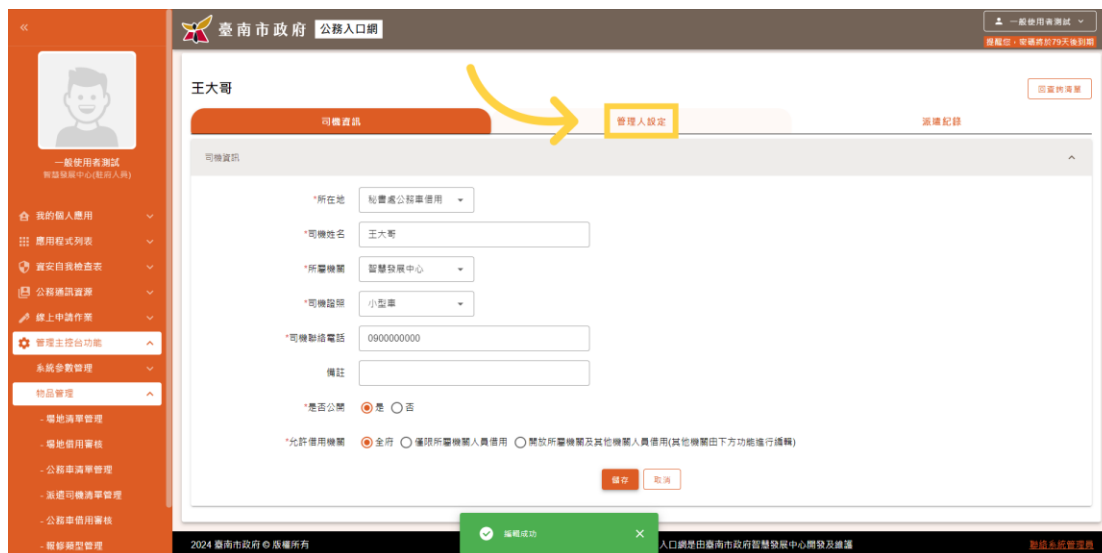 «
臺南市政府 公務入口網
一般使用者測試
提醒您，密碼將於79天後到期
王大哥
回查詢清單
司機資訊
管理人設定
派遣紀錄
一般使用者測試
智慧發展中心(駐府人員)
司機資訊
*所在地 秘書處公務車借用
*司機姓名 王大哥
*所屬機關 智慧發展中心
*司機證照 小型車
*司機聯絡電話 0900000000
備註
*是否公開 是 否
*允許借用機關 全府 僅限所屬機關人員借用 開放所屬機關及其他機關人員借用(其他機關由下方功能進行編輯)
儲存 取消
我的個人應用
應用程式列表
資安自我檢查表
公務通訊資源
線上申請作業
管理主控台功能
系統參數管理
物品管理
- 場地清單管理
- 場地借用審核
- 公務車清單管理
- 派遣司機清單管理
- 公務車借用審核
- 報修類型管理
編輯成功
2024 臺南市政府 © 版權所有
入口網是由臺南市政府智慧發展中心開發及維護
聯絡系統管理員